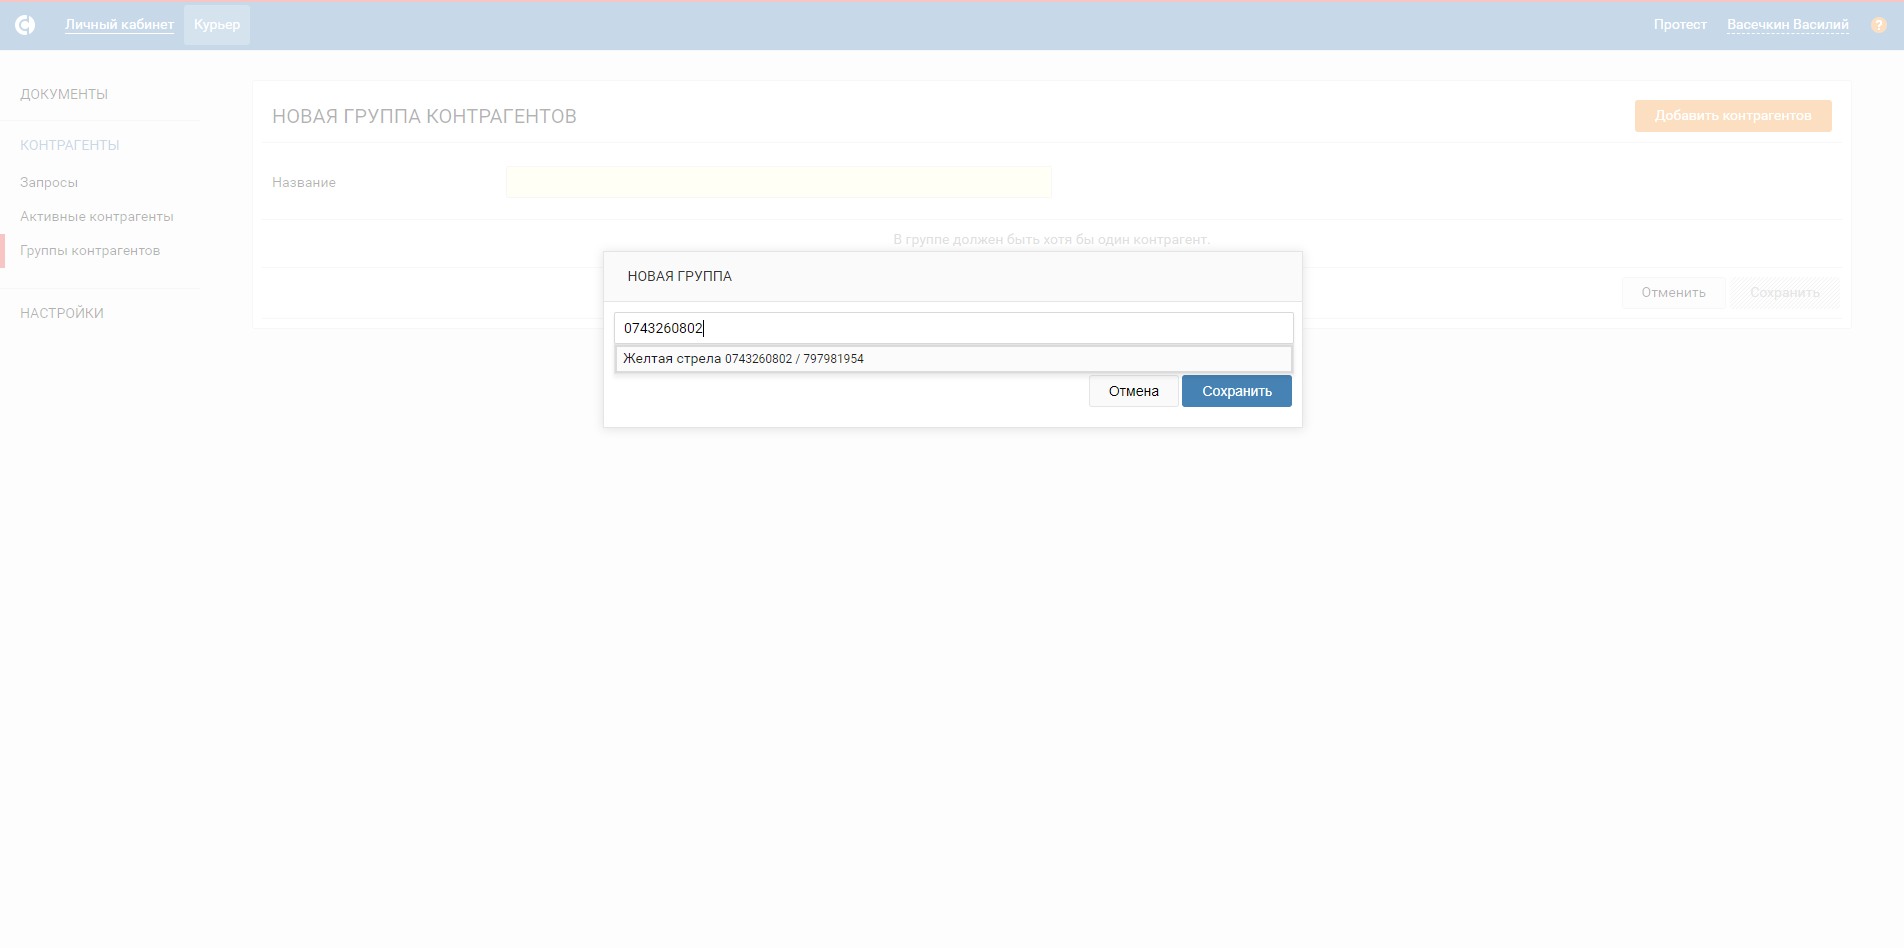 Личный кабинет Курьер Протест Васечкин Василий ?
ДОКУМЕНТЫ
КОНТРАГЕНТЫ
Запросы
Активные контрагенты
Группы контрагентов
НАСТРОЙКИ
НОВАЯ ГРУППА КОНТРАГЕНТОВ Добавить контрагентов
Название
В группе должен быть хотя бы один контрагент.
Отменить Сохранить
НОВАЯ ГРУППА
0743260802
Желтая стрела 0743260802 / 797981954
Отмена Сохранить